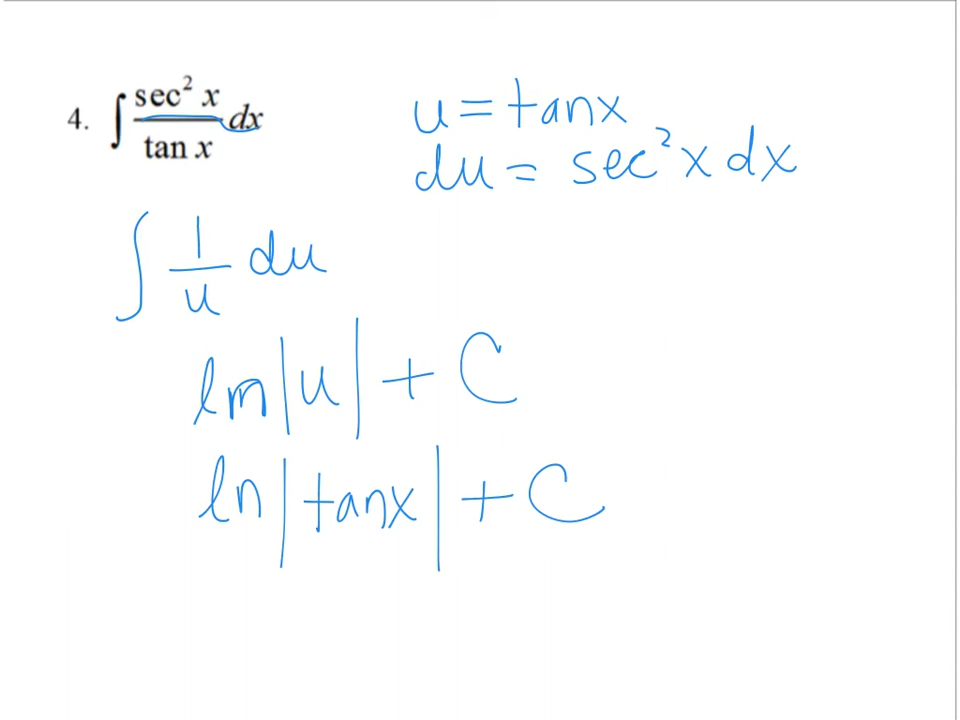 4. ∫ sec² x / tan x dx
u = tanx
du = sec²x dx
∫ 1/u du
ln|u| + C
ln|tanx| + C